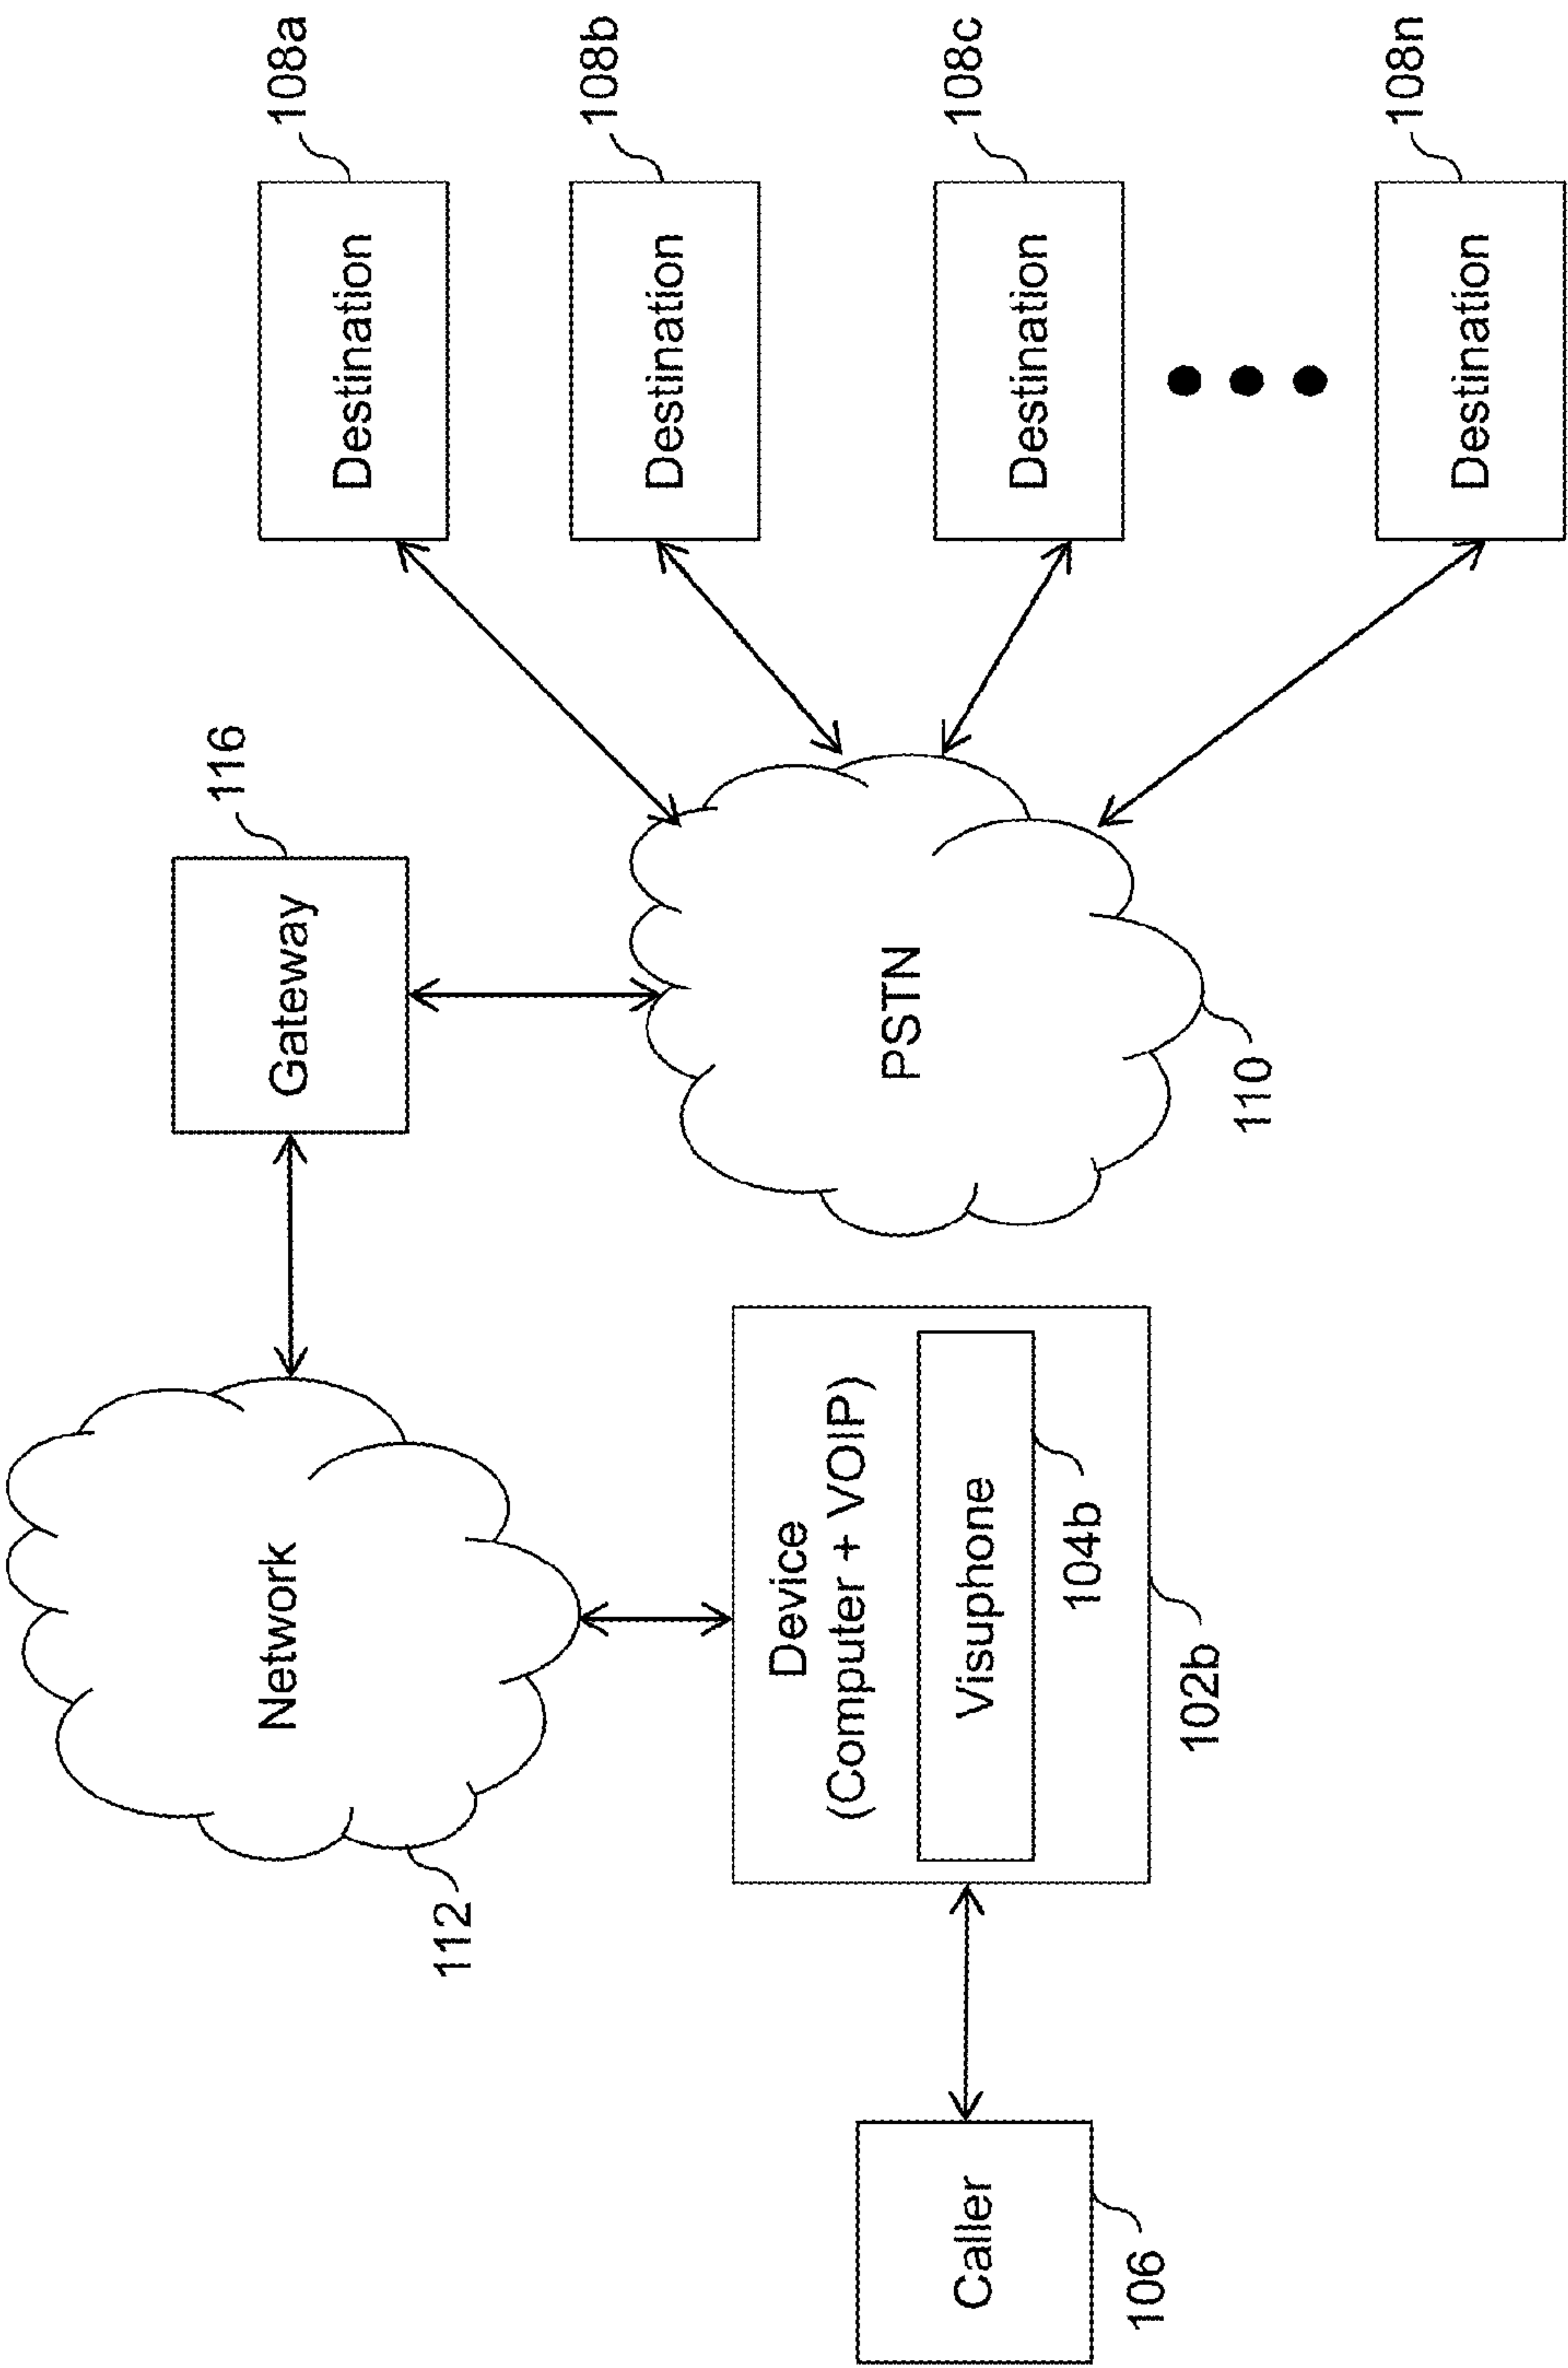 Network
112
Gateway
116
Destination
108a
Destination
108b
Destination
108c
Destination
108n
PSTN
110
Device
(Computer + VOIP)
Visuphone
104b
102b
Caller
106